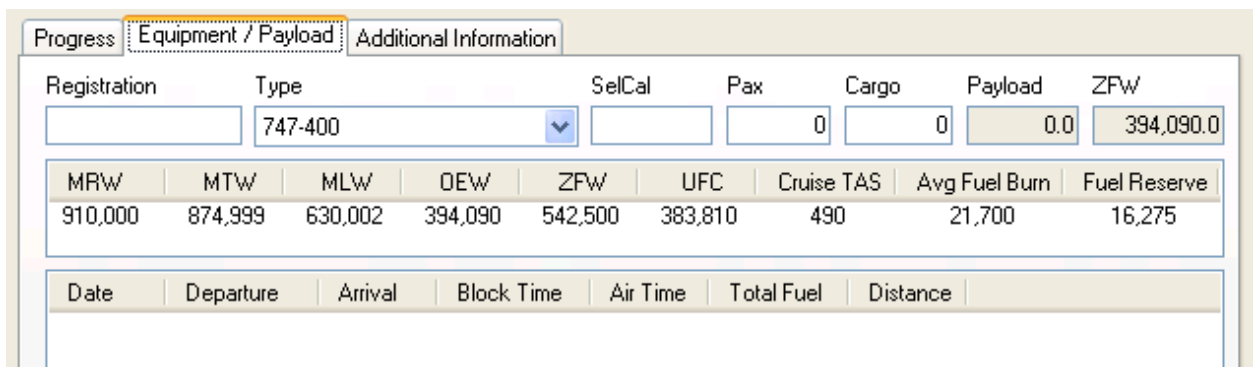 Progress Equipment / Payload Additional Information
Registration Type SelCal Pax Cargo Payload ZFW
747-400 0 0 0.0 394,090.0
MRW MTW MLW OEW ZFW UFC Cruise TAS Avg Fuel Burn Fuel Reserve
910,000 874,999 630,002 394,090 542,500 383,810 490 21,700 16,275
Date Departure Arrival Block Time Air Time Total Fuel Distance